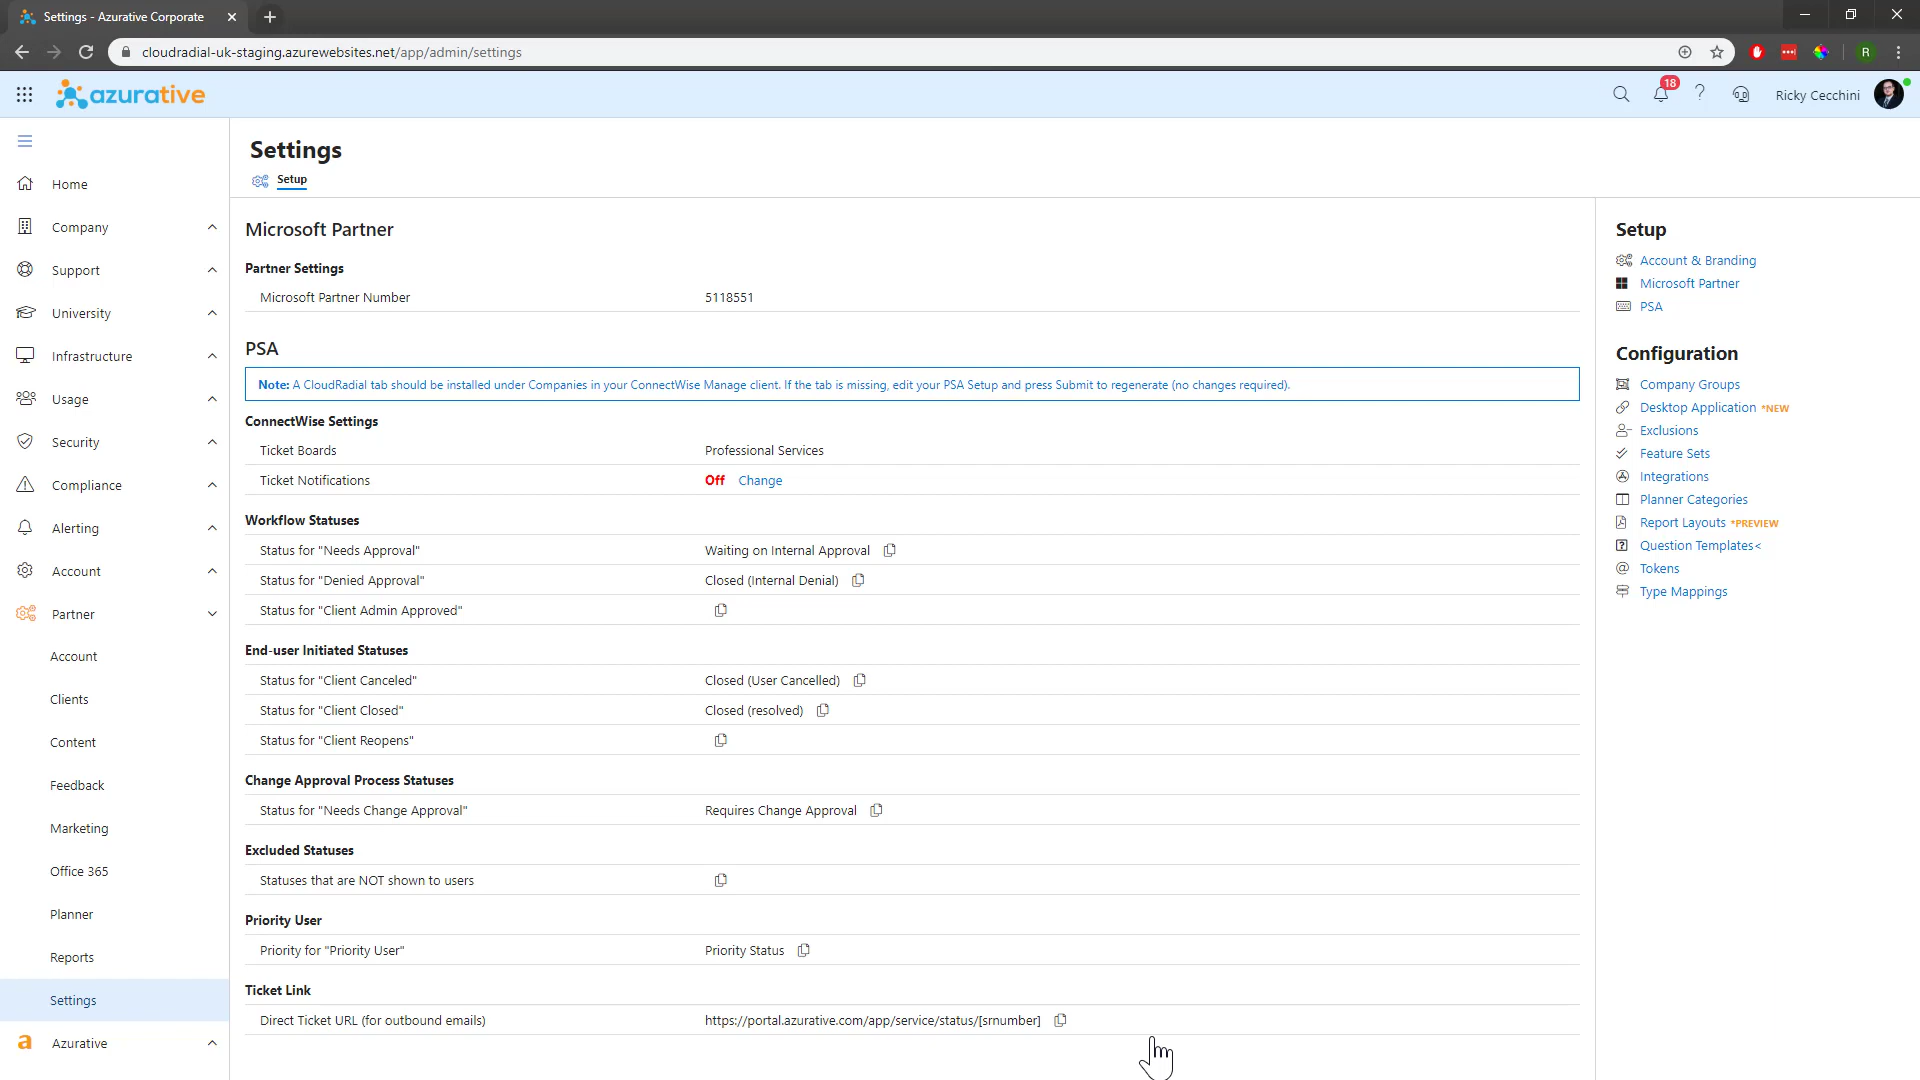 Settings - Azurative Corporate
cloudradial-uk-staging.azurewebsites.net/app/admin/settings
R
azurative
18
Ricky Cecchini
Home
Company
Support
University
Infrastructure
Usage
Security
Compliance
Alerting
Account
Partner
Account
Clients
Content
Feedback
Marketing
Office 365
Planner
Reports
Settings
a Azurative
Settings
Setup
Microsoft Partner
Partner Settings
Microsoft Partner Number 5118551
PSA
Note: A CloudRadial tab should be installed under Companies in your ConnectWise Manage client. If the tab is missing, edit your PSA Setup and press Submit to regenerate (no changes required).
ConnectWise Settings
Ticket Boards Professional Services
Ticket Notifications Off Change
Workflow Statuses
Status for "Needs Approval" Waiting on Internal Approval
Status for "Denied Approval" Closed (Internal Denial)
Status for "Client Admin Approved"
End-user Initiated Statuses
Status for "Client Canceled" Closed (User Cancelled)
Status for "Client Closed" Closed (resolved)
Status for "Client Reopens"
Change Approval Process Statuses
Status for "Needs Change Approval" Requires Change Approval
Excluded Statuses
Statuses that are NOT shown to users
Priority User
Priority for "Priority User" Priority Status
Ticket Link
Direct Ticket URL (for outbound emails) https://portal.azurative.com/app/service/status/[srnumber]
Setup
Account & Branding
Microsoft Partner
PSA
Configuration
Company Groups
Desktop Application *NEW
Exclusions
Feature Sets
Integrations
Planner Categories
Report Layouts *PREVIEW
Question Templates<
Tokens
Type Mappings